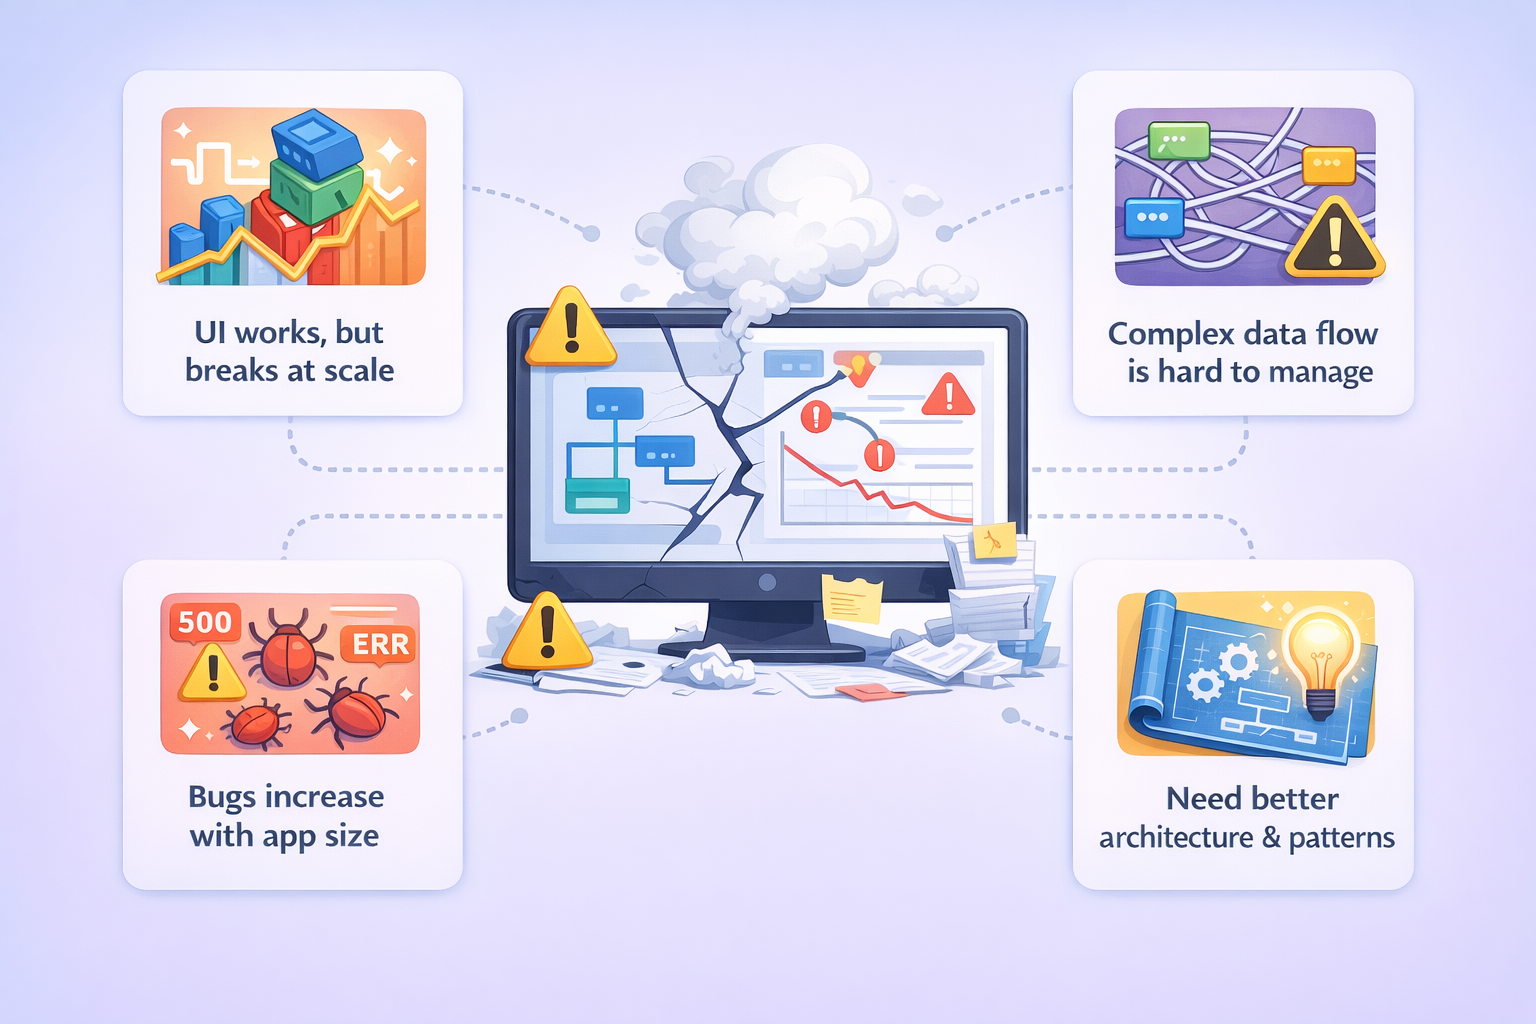 UI works, but
breaks at scale
Complex data flow
is hard to manage
500
ERR
Bugs increase
with app size
Need better
architecture & patterns